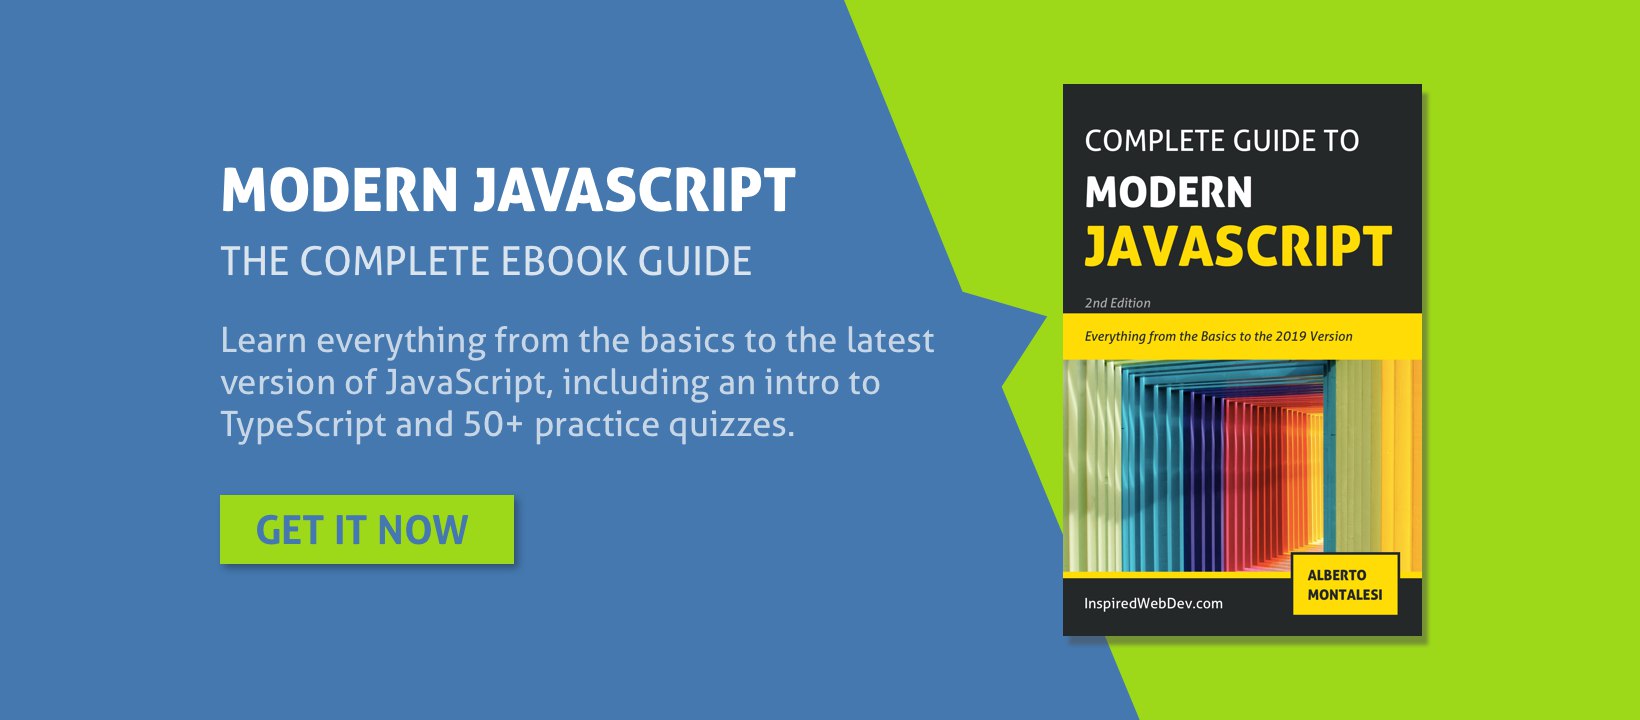 MODERN JAVASCRIPT
THE COMPLETE EBOOK GUIDE
Learn everything from the basics to the latest
version of JavaScript, including an intro to
TypeScript and 50+ practice quizzes.
GET IT NOW
COMPLETE GUIDE TO
MODERN
JAVASCRIPT
2nd Edition
Everything from the Basics to the 2019 Version
ALBERTO
MONTALESI
InspiredWebDev.com